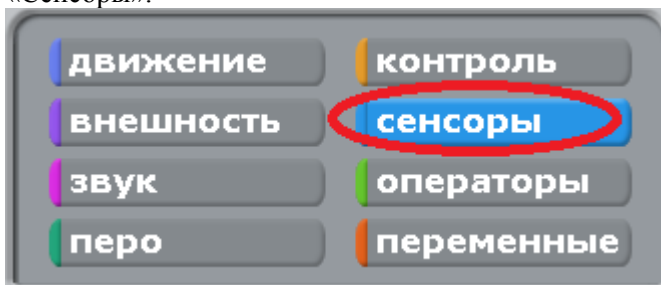 «Сенсоры».
движение контроль
внешность сенсоры
звук операторы
перо переменные